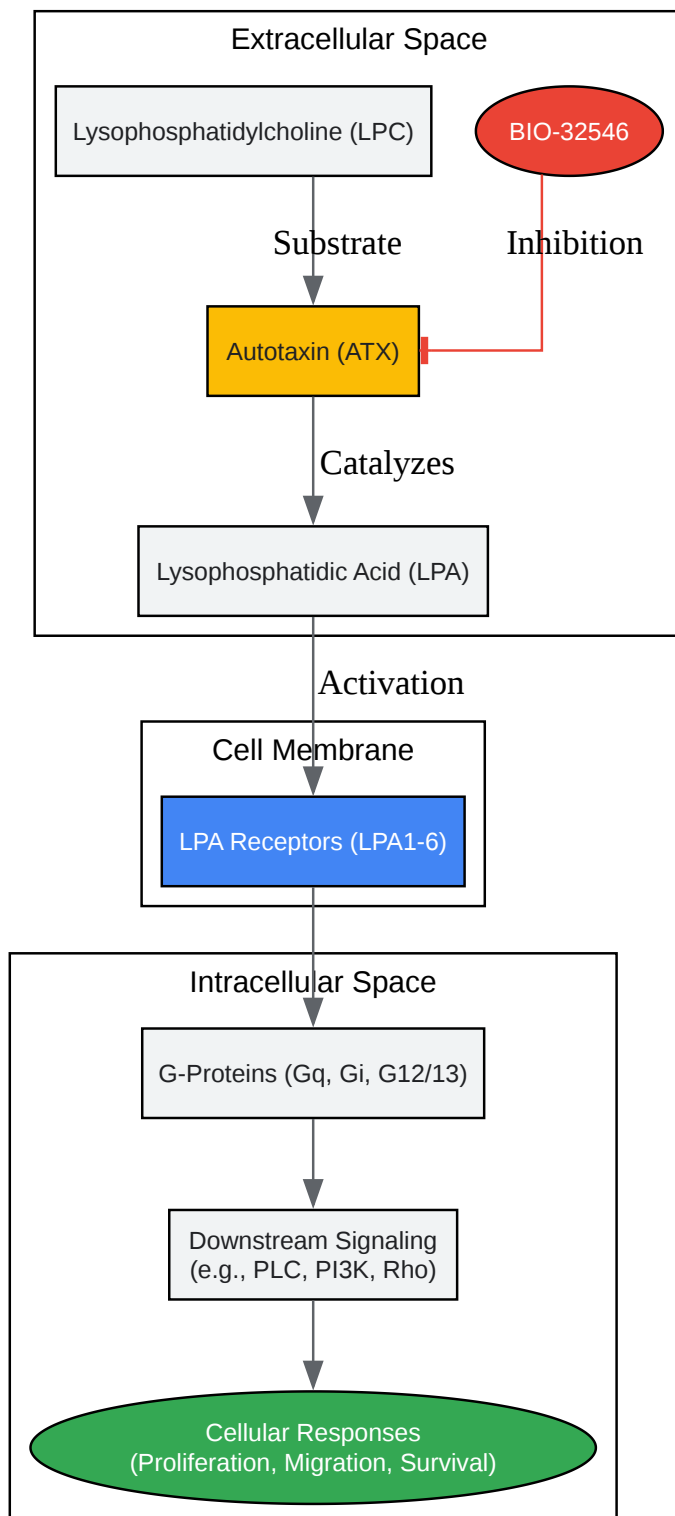 Extracellular Space
Lysophosphatidylcholine (LPC)
BIO-32546
Substrate
Inhibition
Autotaxin (ATX)
Catalyzes
Lysophosphatidic Acid (LPA)
Activation
Cell Membrane
LPA Receptors (LPA1-6)
Intracellular Space
G-Proteins (Gq, Gi, G12/13)
Downstream Signaling
(e.g., PLC, PI3K, Rho)
Cellular Responses
(Proliferation, Migration, Survival)